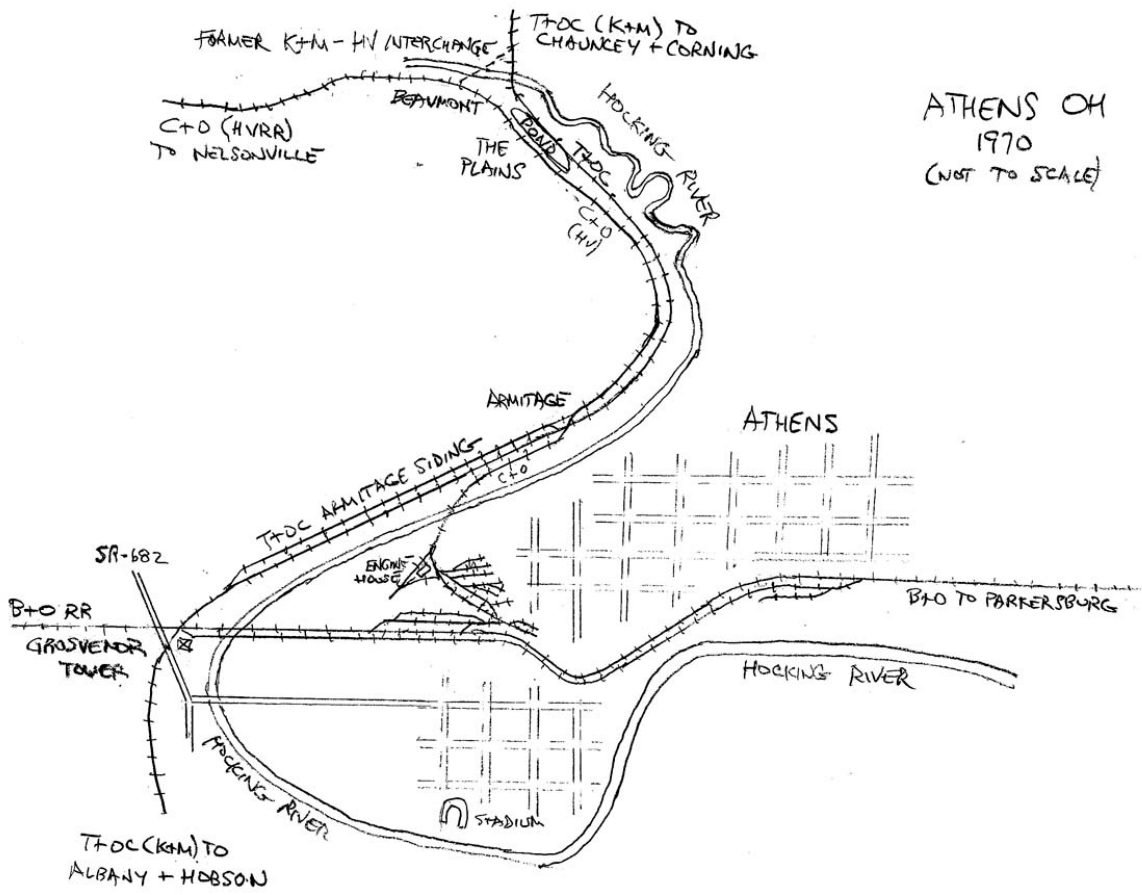 FORMER K+M - HV INTERCHANGE
T+OC (K+M) TO
CHAUNCEY + CORNING
ATHENS OH
1970
(NOT TO SCALE)
BEAUMONT
HOCKING RIVER
C+O (HVRR)
TO NELSONVILLE
THE
PLAINS
POND
T+OC
C+O
(HV)
ARMITAGE
ATHENS
T+OC ARMITAGE SIDING
C+O
SR-682
ENGINE
HOUSE
B+O RR
GROSVENOR
TOWER
B+O TO PARKERSBURG
HOCKING RIVER
HOCKING RIVER
STADIUM
T+OC (K+M) TO
ALBANY + HOBSON